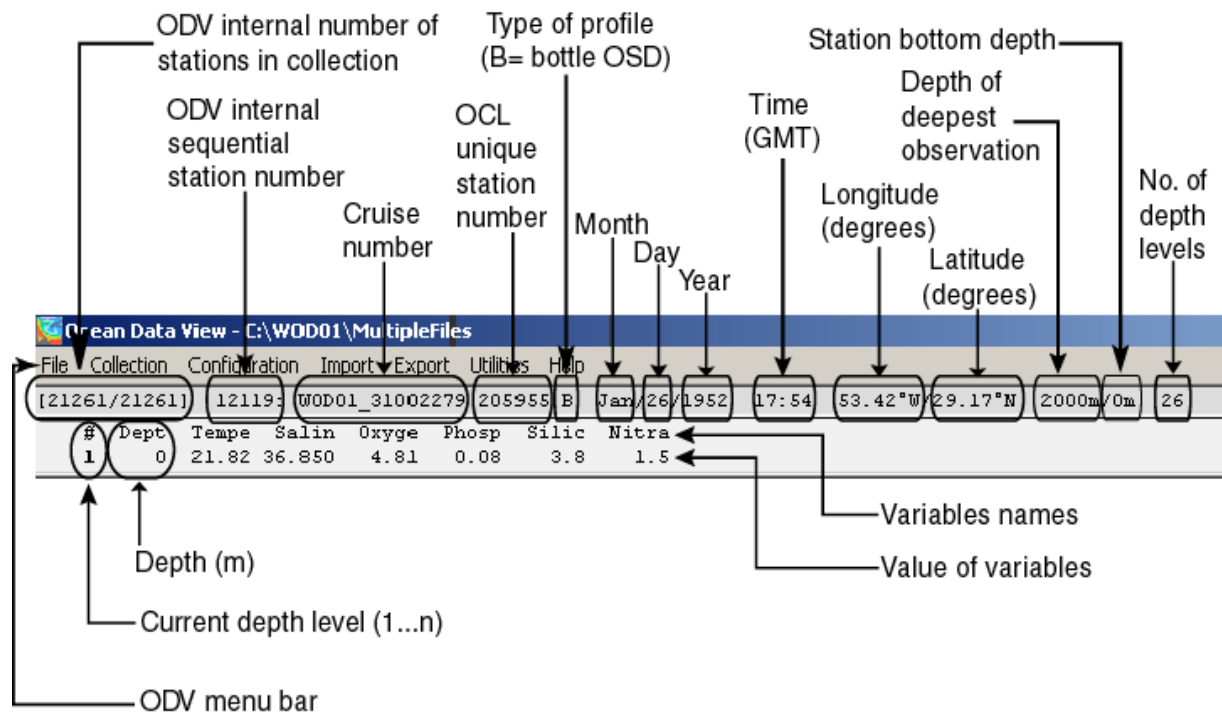 ODV internal number of
stations in collection
Type of profile
(B= bottle OSD)
Station bottom depth
ODV internal
sequential
station number
OCL
unique
station
number
Time
(GMT)
Depth of
deepest
observation
Cruise
number
Month
Day
Year
Longitude
(degrees)
Latitude
(degrees)
No. of
depth
levels
Ocean Data View - C:\WOD01\MultipleFiles
File Collection Configuration Import Export Utilities Help
[21261/21261] 12119: WOD01_31002279 205955 B Jan/26/1952 17:54 53.42°W/29.17°N 2000m/0m 26
# Dept Tempe Salin Oxyge Phosp Silic Nitra
1 0 21.82 36.850 4.81 0.08 3.8 1.5
Variables names
Depth (m)
Value of variables
Current depth level (1...n)
ODV menu bar